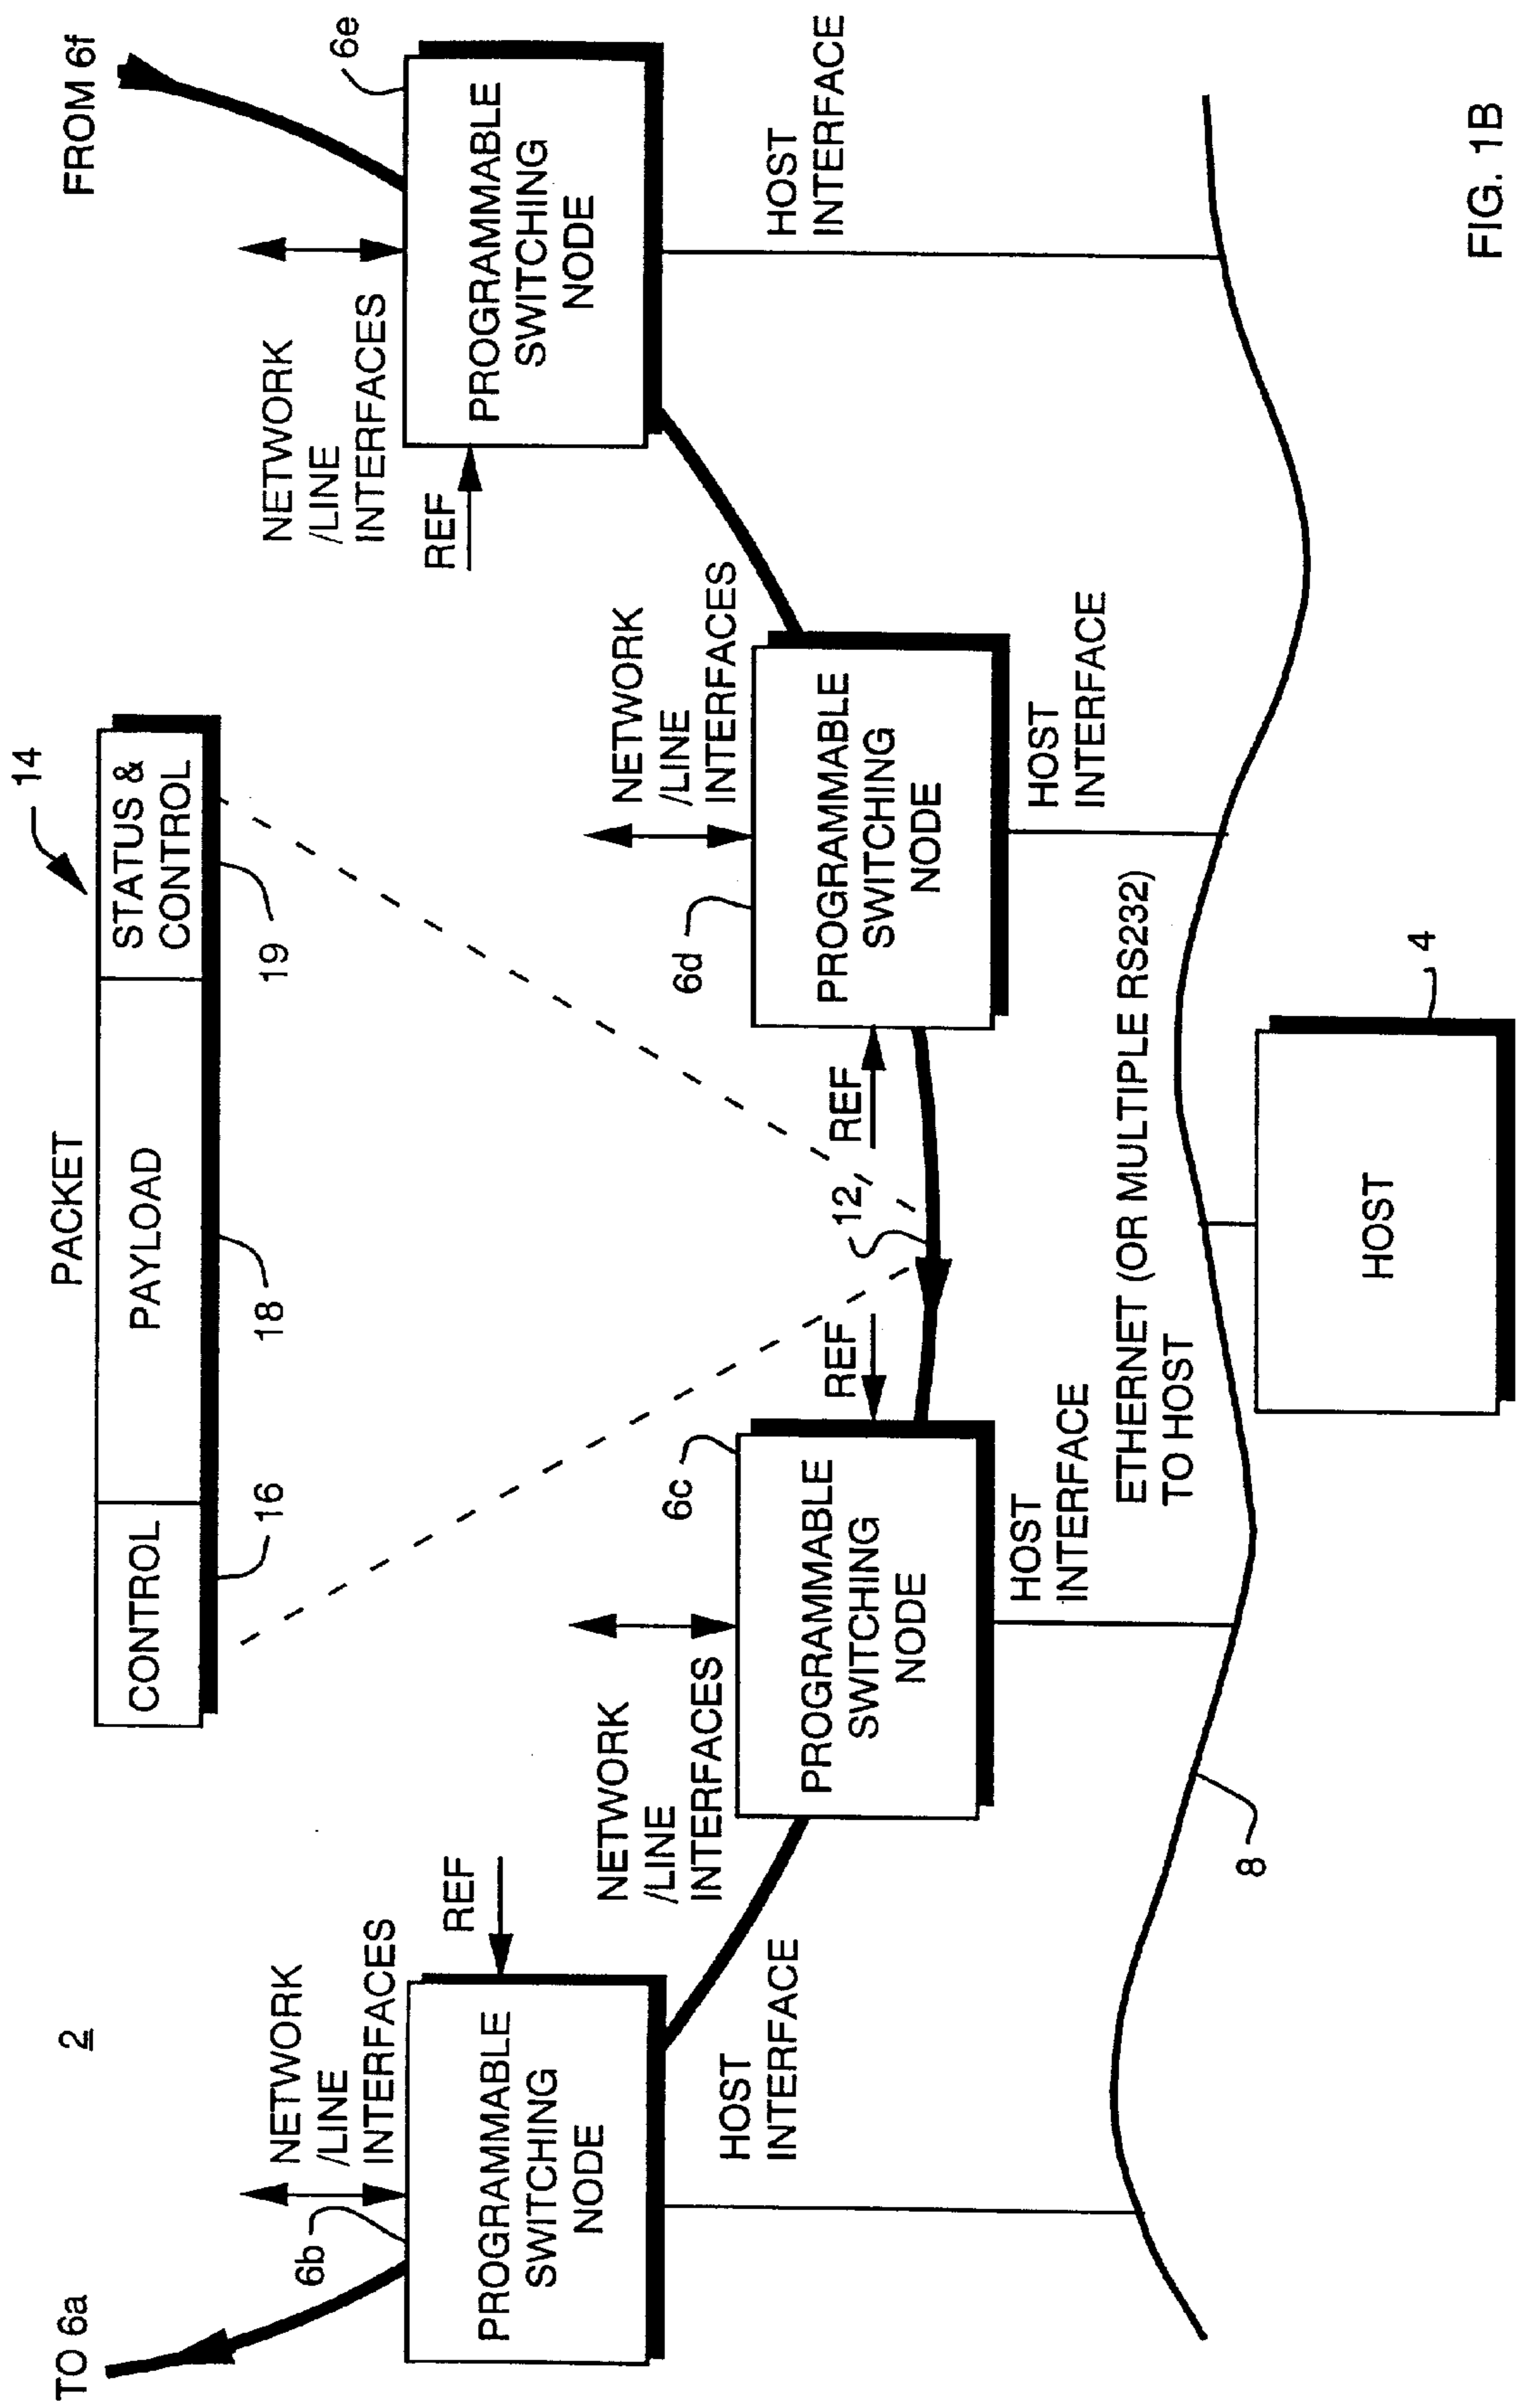 2
PACKET
14
CONTROL
PAYLOAD
STATUS &
CONTROL
16
18
19
TO 6a
FROM 6f
6b
NETWORK
/LINE
INTERFACES
REF
PROGRAMMABLE
SWITCHING
NODE
HOST
INTERFACE
6c
NETWORK
/LINE
INTERFACES
REF
PROGRAMMABLE
SWITCHING
NODE
HOST
INTERFACE
12
6d
NETWORK
/LINE
INTERFACES
REF
PROGRAMMABLE
SWITCHING
NODE
HOST
INTERFACE
6e
NETWORK
/LINE
INTERFACES
REF
PROGRAMMABLE
SWITCHING
NODE
HOST
INTERFACE
ETHERNET (OR MULTIPLE RS232)
TO HOST
8
HOST
4
FIG. 1B